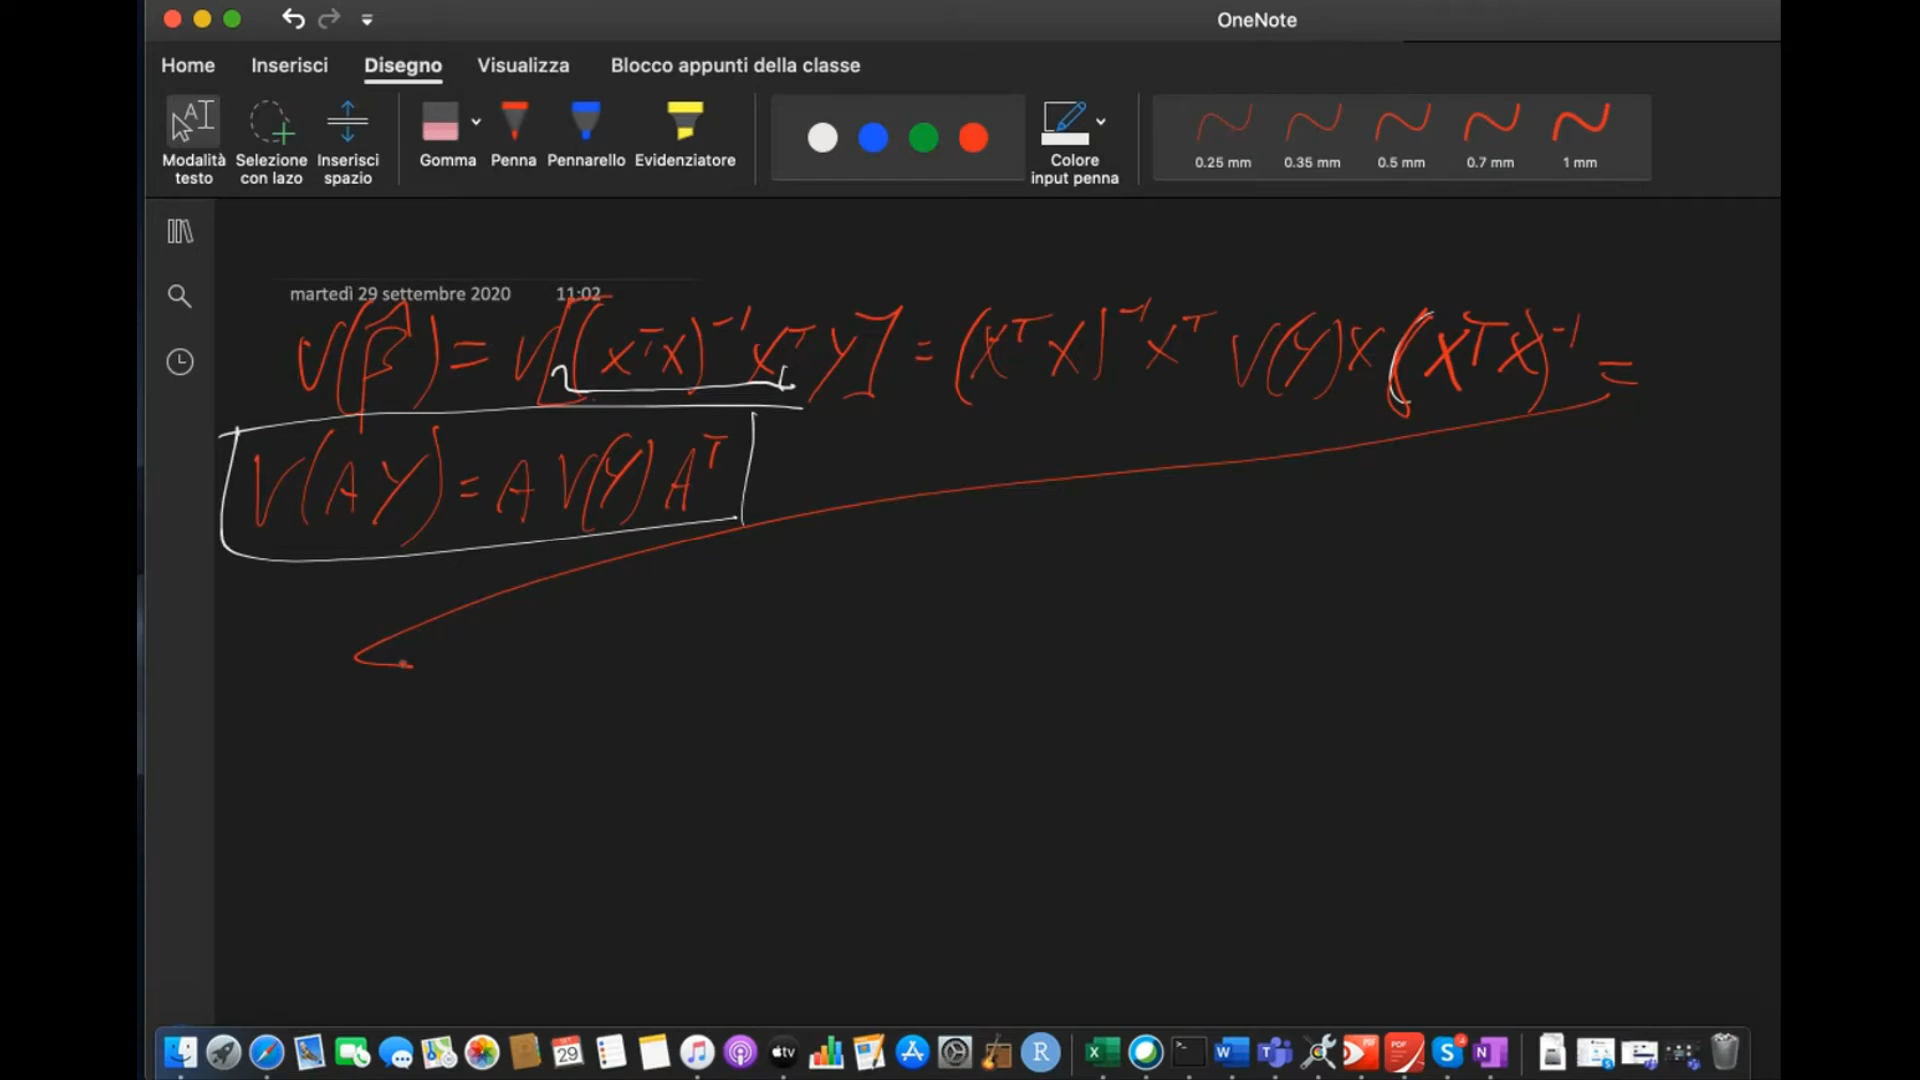 OneNote
Home Inserisci Disegno Visualizza Blocco appunti della classe
Modalità testo Selezione con lazo Inserisci spazio Gomma Penna Pennarello Evidenziatore Colore input penna 0.25 mm 0.35 mm 0.5 mm 0.7 mm 1 mm
martedì 29 settembre 2020 11:02
V(β̂) = V[(XᵀX)⁻¹XᵀY] = (XᵀX)⁻¹Xᵀ V(Y)X (XᵀX)⁻¹ =
V(AY) = A V(Y) Aᵀ